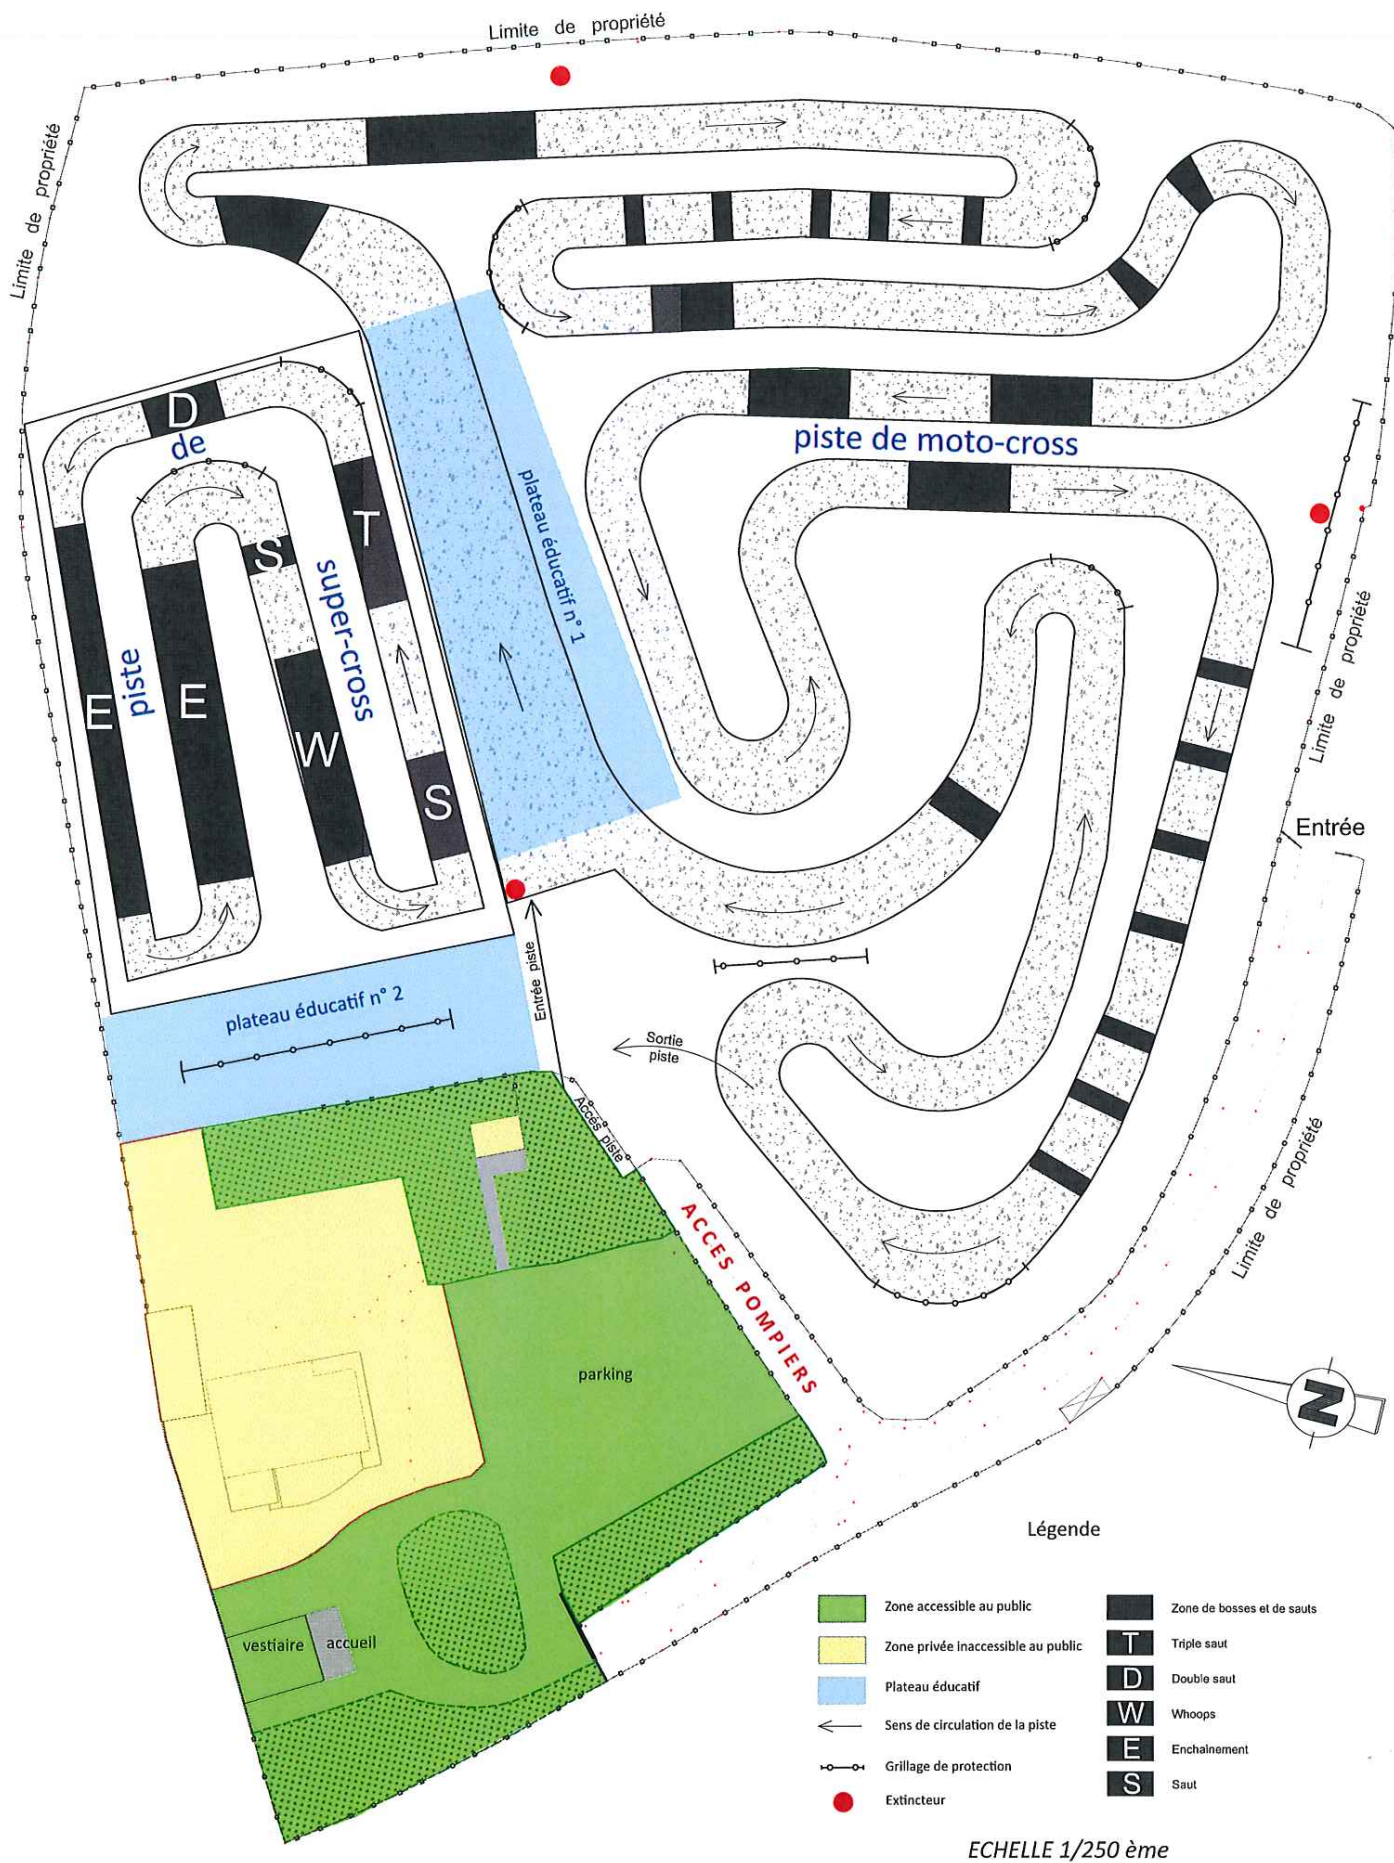 Limite de propriété
Limite de propriété
piste de moto-cross
D
de
plateau éducatif n° 1
T
S
super-cross
Limite de propriété
E
piste
E
W
S
Entrée
Entrée piste
plateau éducatif n° 2
Sortie
piste
Accés piste
Limite de propriété
ACCES POMPIERS
parking
N
vestiaire
accueil
Légende
Zone accessible au public
Zone privée inaccessible au public
Plateau éducatif
Sens de circulation de la piste
Grillage de protection
Extincteur
Zone de bosses et de sauts
T Triple saut
D Double saut
W Whoops
E Enchainement
S Saut
ECHELLE 1/250 ème